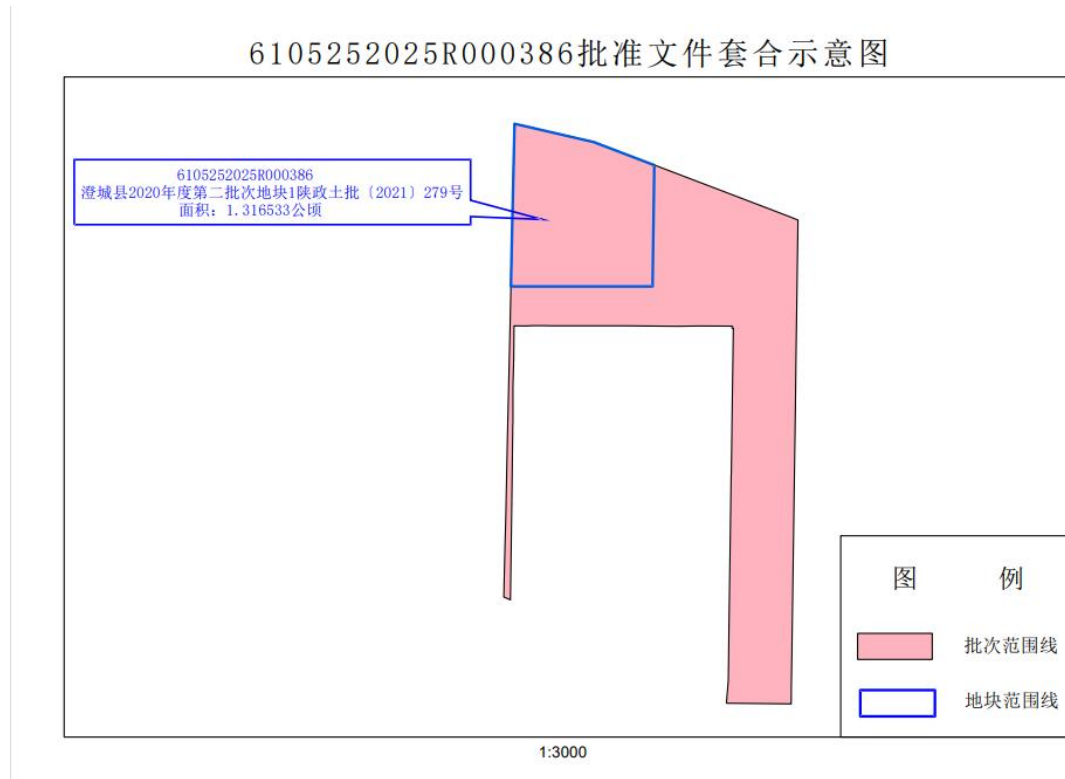 6105252025R000386批准文件套合示意图
6105252025R000386
澄城县2020年度第二批次地块1陕政土批〔2021〕279号
面积：1.316533公顷
图 例
批次范围线
地块范围线
1:3000